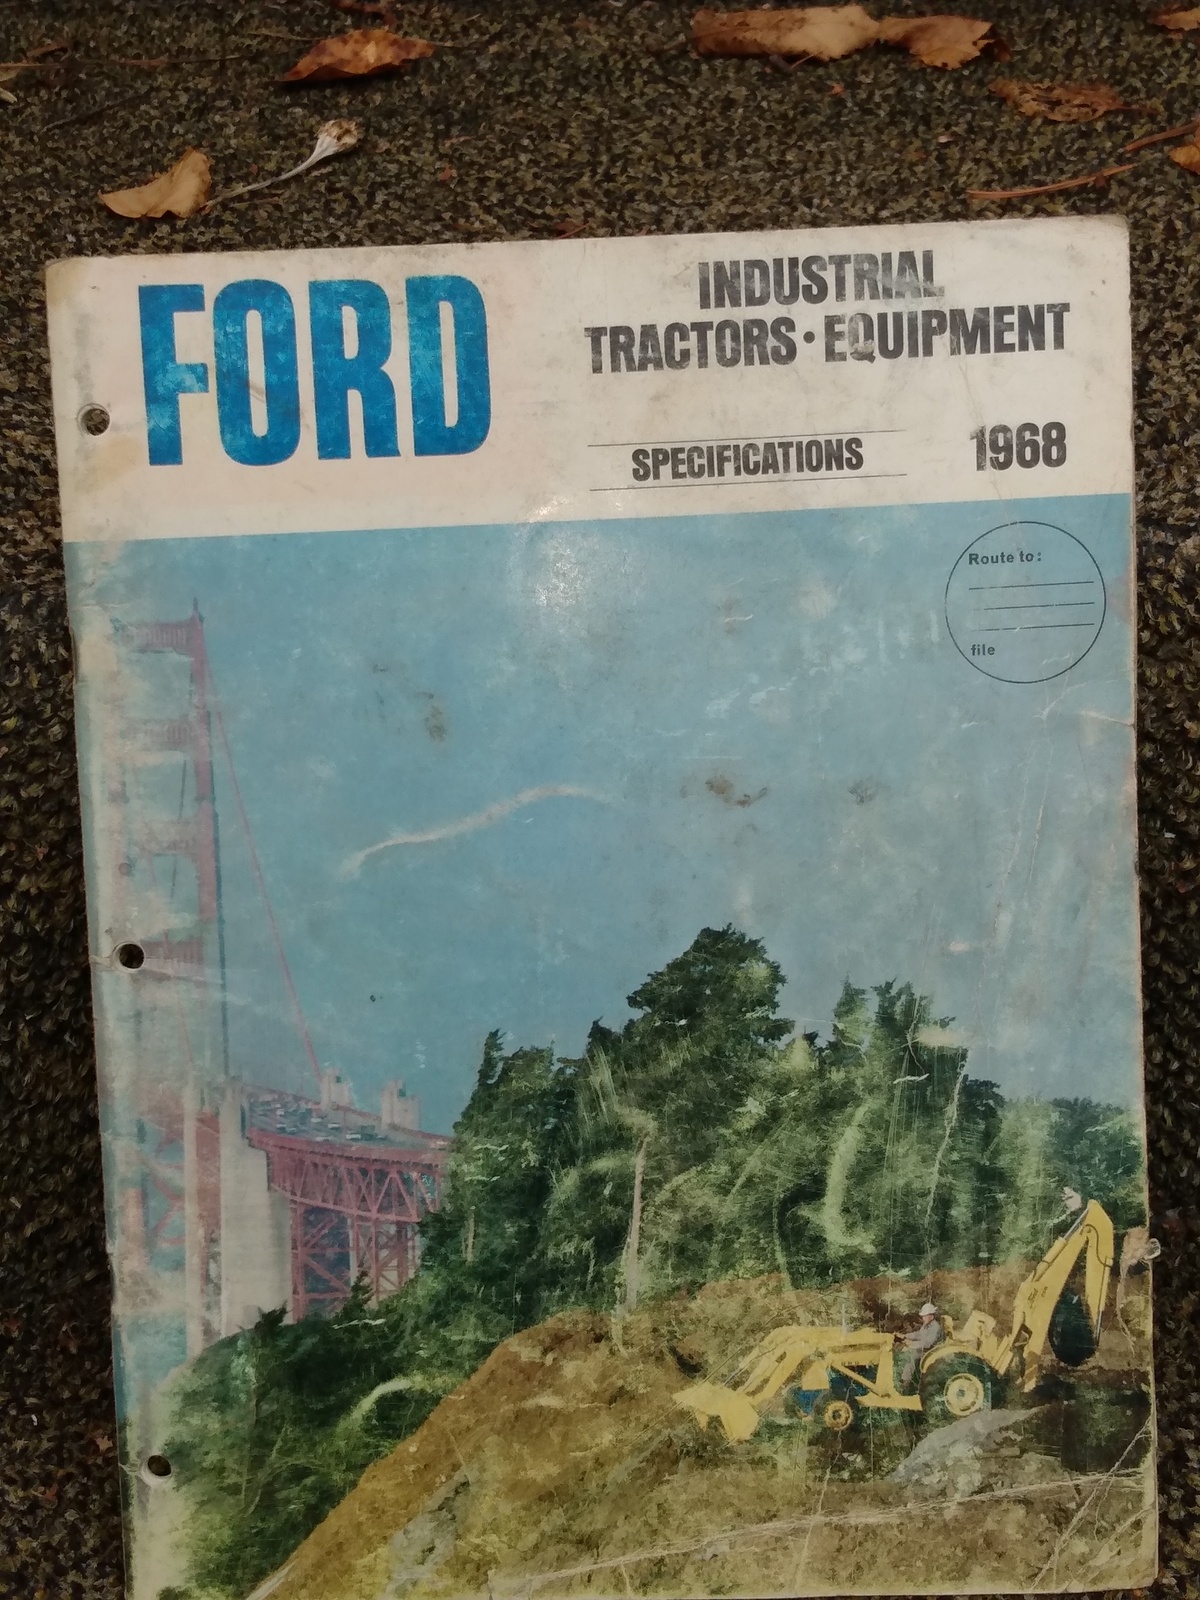 FORD
INDUSTRIAL
TRACTORS • EQUIPMENT
SPECIFICATIONS
1968
Route to:
file